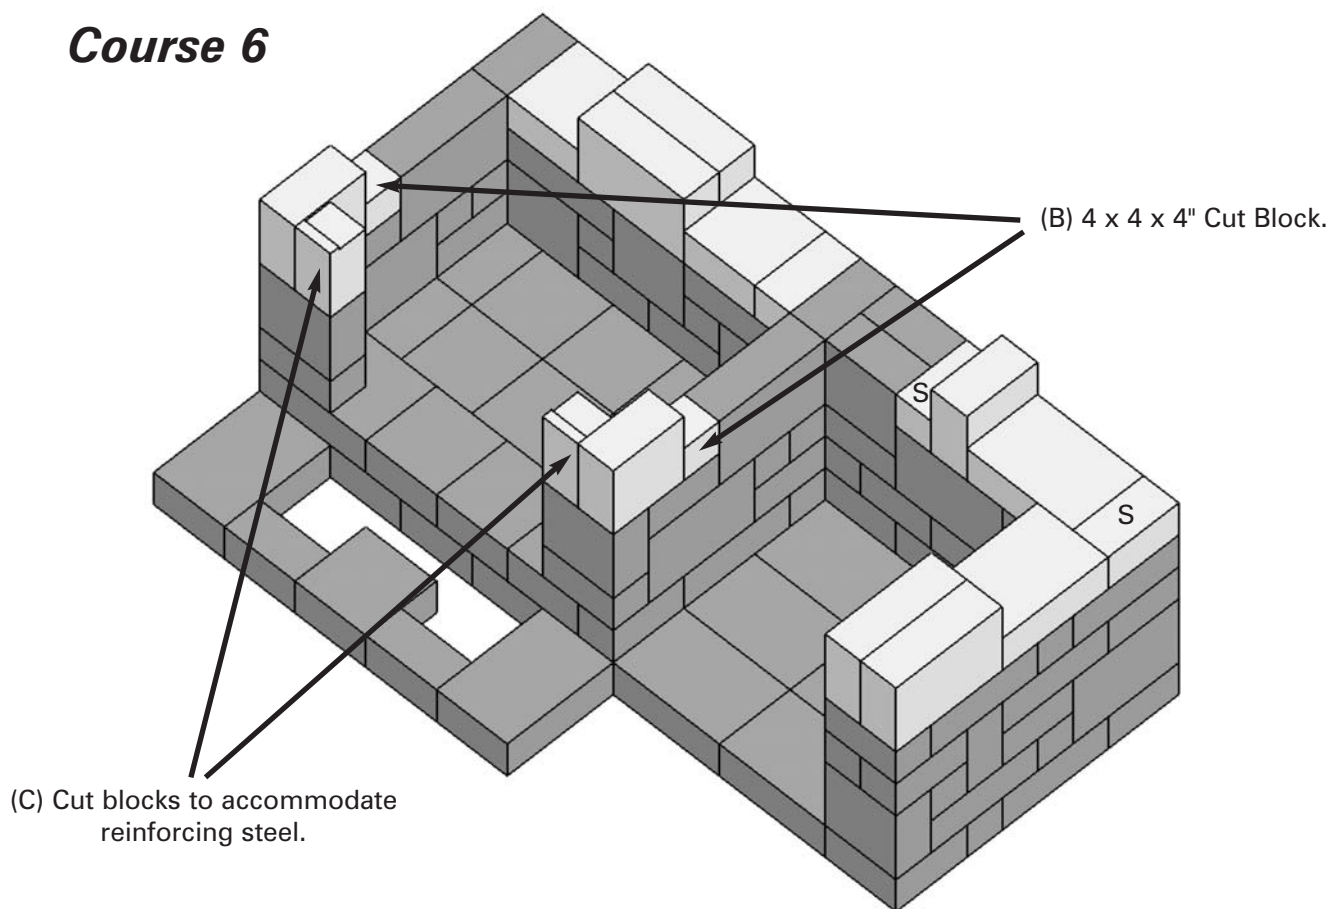 Course 6
(B) 4 x 4 x 4" Cut Block.
S
S
(C) Cut blocks to accommodate
reinforcing steel.